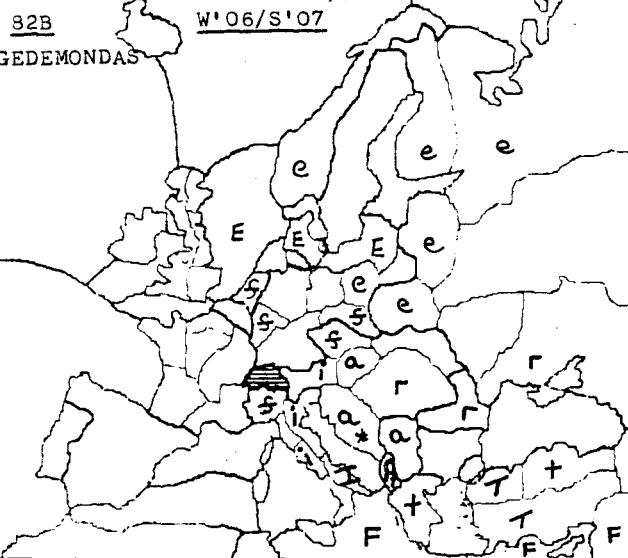 82B W'06/S'07
GEDEMONDAS
e e e
E E E e
f e e
f f
f a i r r
f i a * a r
i I A T t
t T
F F F